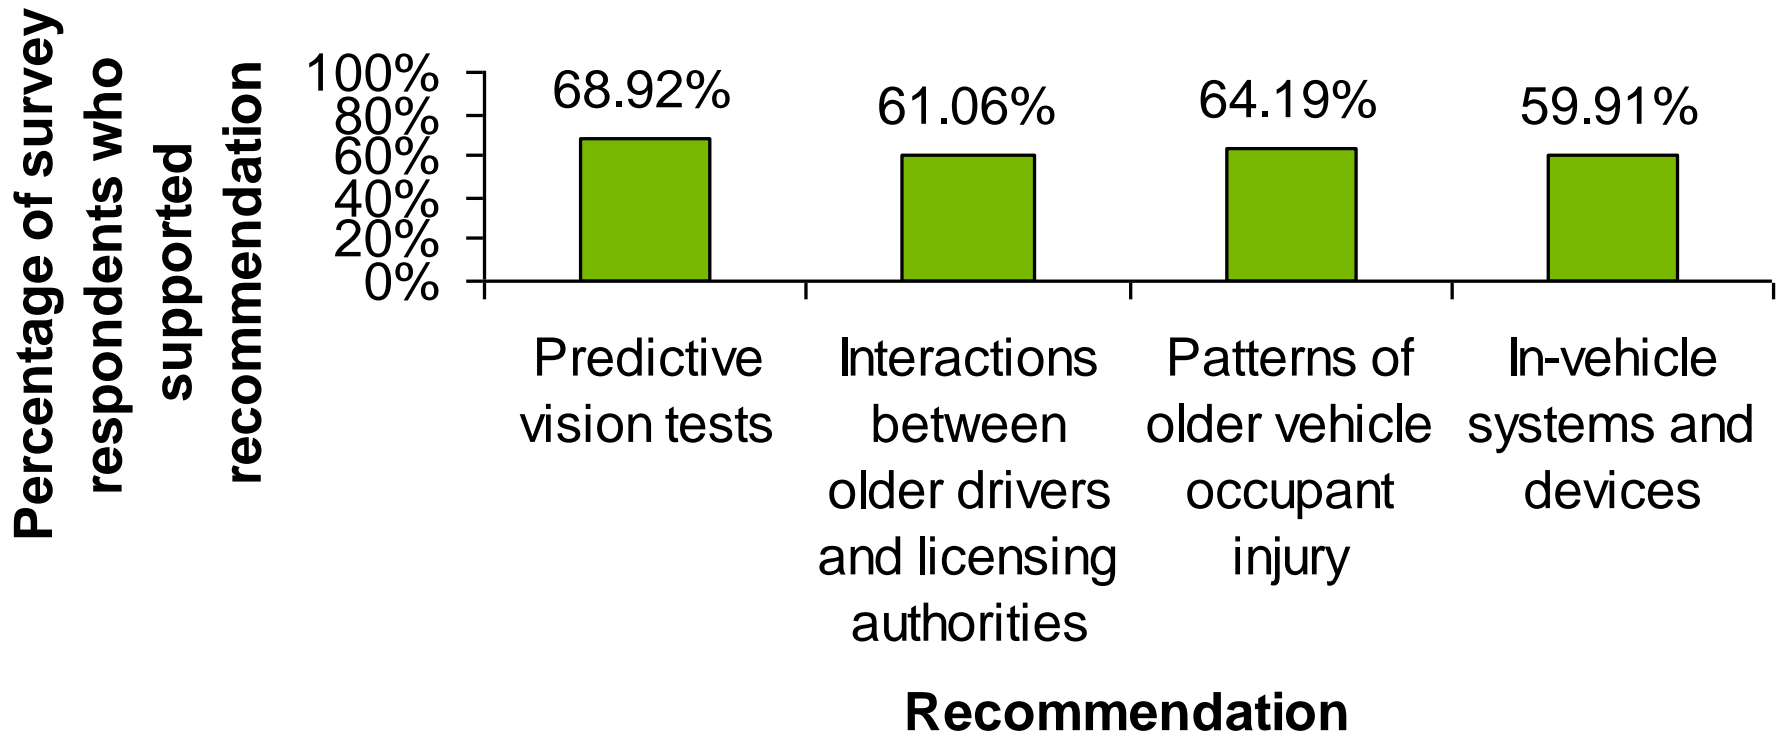 Percentage of survey
respondents who
supported
recommendation
100%
80%
60%
40%
20%
0%
68.92%
61.06%
64.19%
59.91%
Predictive
vision tests
Interactions
between
older drivers
and licensing
authorities
Patterns of
older vehicle
occupant
injury
In-vehicle
systems and
devices
Recommendation